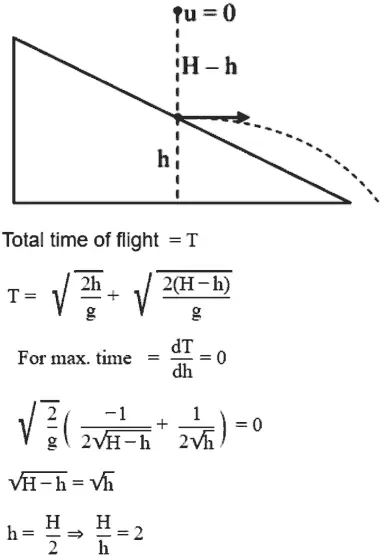 u = 0
H – h
h
Total time of flight = T
T = √(2h/g) + √(2(H – h)/g)
For max. time = dT/dh = 0
√(2/g) ( –1/(2√(H – h)) + 1/(2√h) ) = 0
√(H – h) = √h
h = H/2 ⇒ H/h = 2